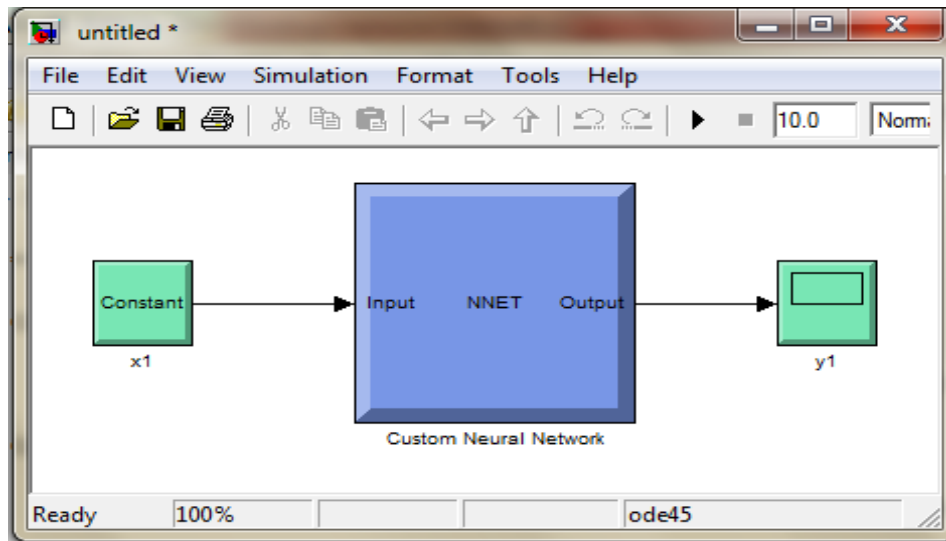 untitled *
File Edit View Simulation Format Tools Help
10.0 Norma
Constant Input NNET Output
x1 y1
Custom Neural Network
Ready 100% ode45